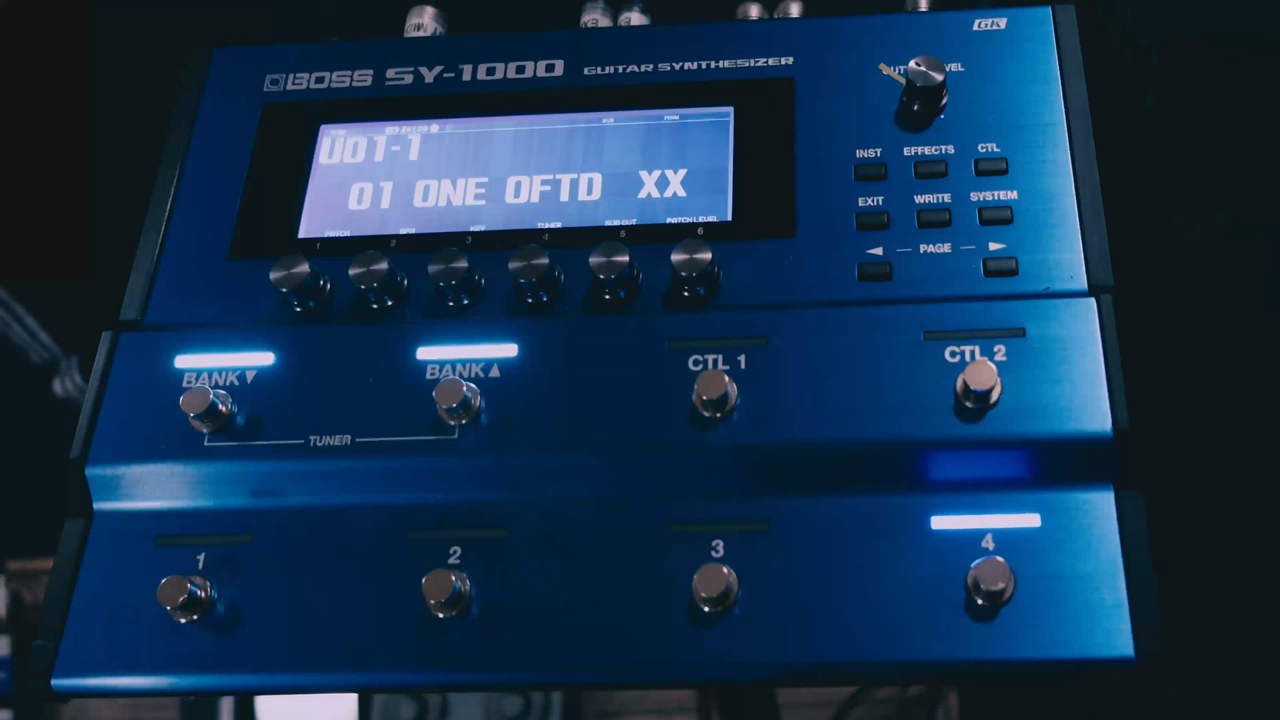 GK
BOSS SY-1000 GUITAR SYNTHESIZER
U01-1
01 ONE OFTD XX
PATCH BPM KEY TUNER SUB OUT PATCH LEVEL
1 2 3 4 5 6
INST EFFECTS CTL
EXIT WRITE SYSTEM
◀ PAGE ▶
BANK▼ BANK▲ CTL 1 CTL 2
TUNER
1 2 3 4